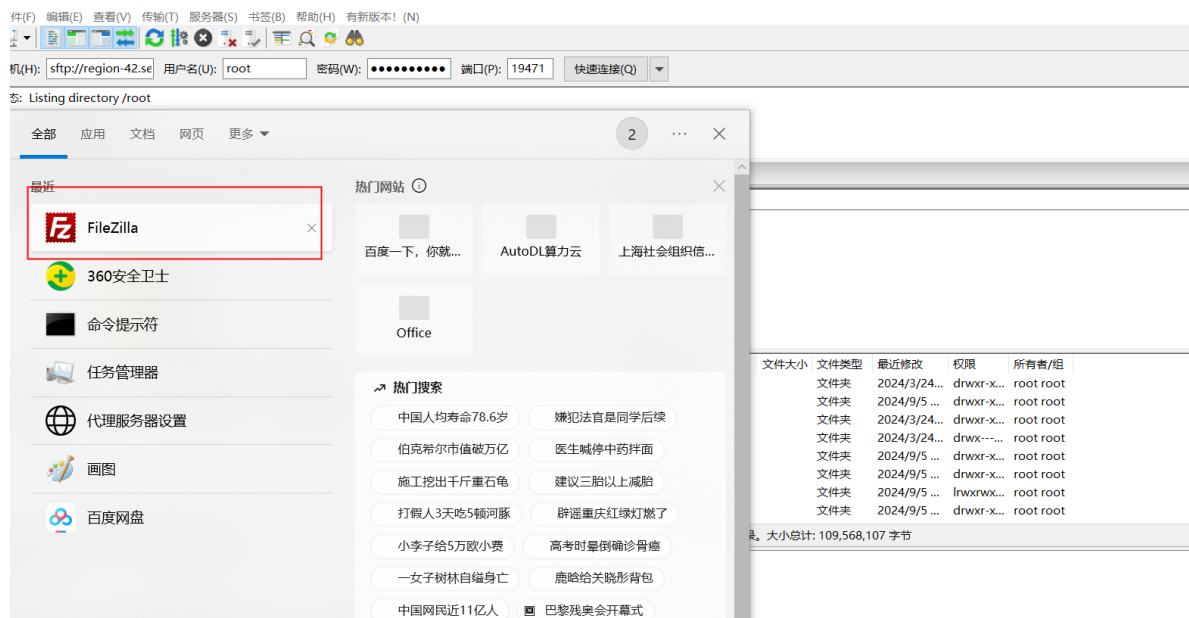 件(F) 编辑(E) 查看(V) 传输(T) 服务器(S) 书签(B) 帮助(H) 有新版本！(N)
机(H): sftp://region-42.se 用户名(U): root 密码(W): ●●●●●●●●●● 端口(P): 19471 快速连接(Q)
态: Listing directory /root
全部 应用 文档 网页 更多 2 ···
最近
FileZilla
360安全卫士
命令提示符
任务管理器
代理服务器设置
画图
百度网盘
热门网站
百度一下，你就... AutoDL算力云 上海社会组织信...
Office
热门搜索
中国人均寿命78.6岁 嫌犯法官是同学后续
伯克希尔市值破万亿 医生喊停中药拌面
施工挖出千斤重石龟 建议三胎以上减胎
打假人3天吃5顿河豚 辟谣重庆红绿灯燃了
小李子给5万欧小费 高考时晕倒确诊骨癌
一女子树林自缢身亡 鹿晗给关晓彤背包
中国网民近11亿人 巴黎残奥会开幕式
文件大小 文件类型 最近修改 权限 所有者/组
文件夹 2024/3/24... drwxr-x... root root
文件夹 2024/9/5 ... drwxr-x... root root
文件夹 2024/3/24... drwxr-x... root root
文件夹 2024/3/24... drwx---... root root
文件夹 2024/9/5 ... drwxr-x... root root
文件夹 2024/9/5 ... drwxr-x... root root
文件夹 2024/9/5 ... lrwxrwx... root root
文件夹 2024/9/5 ... drwxr-x... root root
录。大小总计: 109,568,107 字节